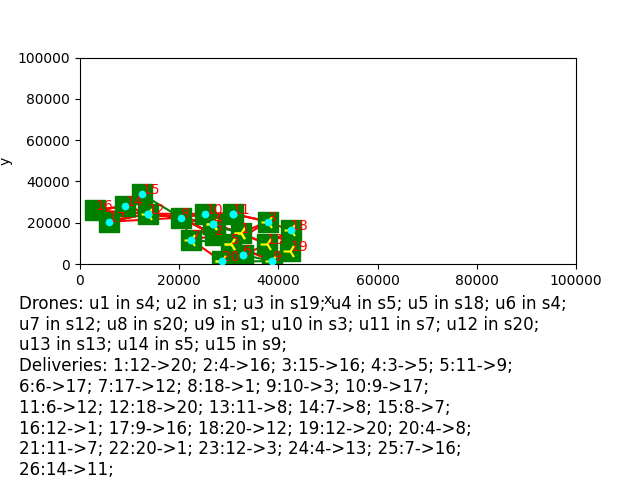 100000
80000
60000
40000
20000
0
y
0 20000 40000 60000 80000 100000
x
Drones: u1 in s4; u2 in s1; u3 in s19; u4 in s5; u5 in s18; u6 in s4;
u7 in s12; u8 in s20; u9 in s1; u10 in s3; u11 in s7; u12 in s20;
u13 in s13; u14 in s5; u15 in s9;
Deliveries: 1:12->20; 2:4->16; 3:15->16; 4:3->5; 5:11->9;
6:6->17; 7:17->12; 8:18->1; 9:10->3; 10:9->17;
11:6->12; 12:18->20; 13:11->8; 14:7->8; 15:8->7;
16:12->1; 17:9->16; 18:20->12; 19:12->20; 20:4->8;
21:11->7; 22:20->1; 23:12->3; 24:4->13; 25:7->16;
26:14->11;